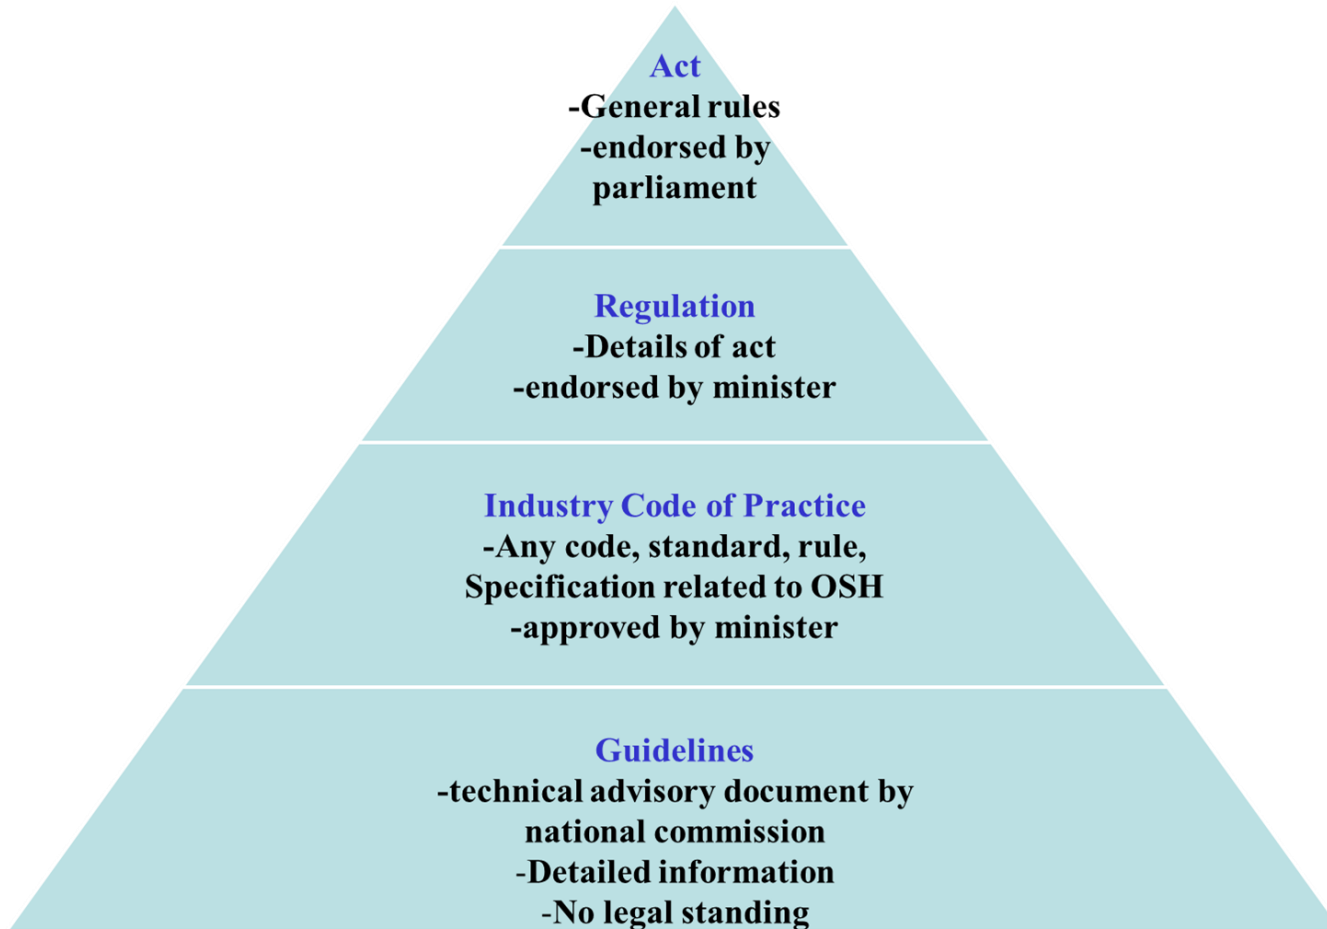 Act
-General rules
-endorsed by
parliament
Regulation
-Details of act
-endorsed by minister
Industry Code of Practice
-Any code, standard, rule,
Specification related to OSH
-approved by minister
Guidelines
-technical advisory document by
national commission
-Detailed information
-No legal standing